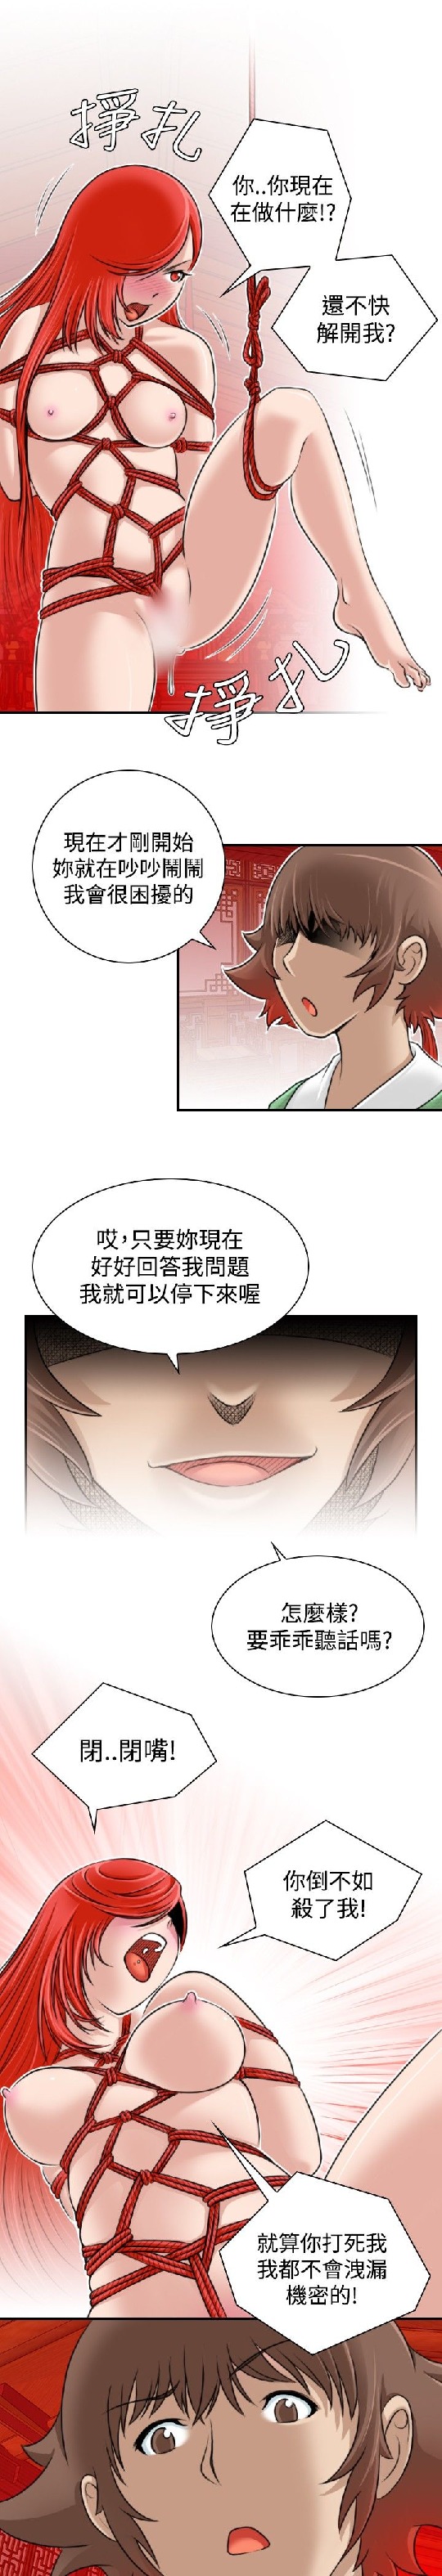 掙扎
你..你現在
在做什麼!?
還不快
解開我?
掙扎
現在才剛開始
妳就在吵吵鬧鬧
我會很困擾的
哎,只要妳現在
好好回答我問題
我就可以停下來喔
怎麼樣?
要乖乖聽話嗎?
閉..閉嘴!
你倒不如
殺了我!
就算你打死我
我都不會洩漏
機密的!